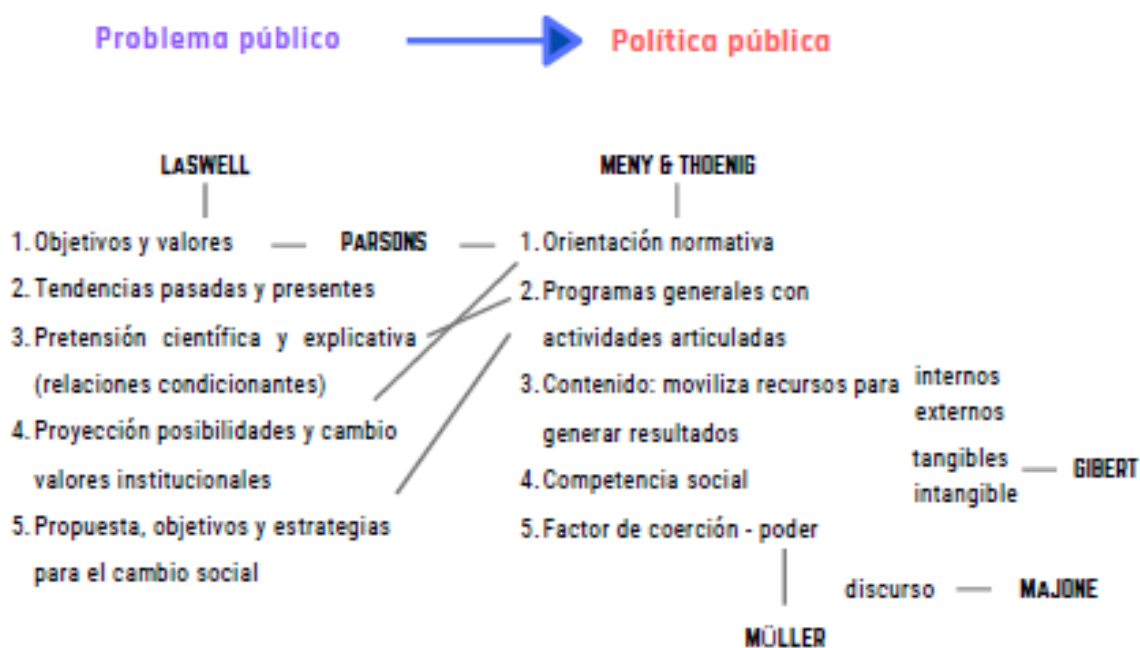 Problema público
Política pública
LASWELL
1. Objetivos y valores
2. Tendencias pasadas y presentes
3. Pretensión científica y explicativa
(relaciones condicionantes)
4. Proyección posibilidades y cambio
valores institucionales
5. Propuesta, objetivos y estrategias
para el cambio social
PARSONS
MENY & THOENIG
1. Orientación normativa
2. Programas generales con
actividades articuladas
3. Contenido: moviliza recursos para
generar resultados
4. Competencia social
5. Factor de coerción - poder
internos
externos
tangibles
intangible
GIBERT
discurso
MAJONE
MÜLLER